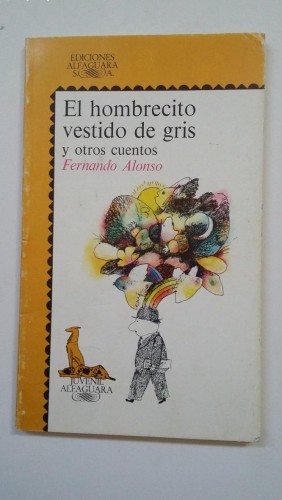 EDICIONES
ALFAGUARA
S.A.
El hombrecito
vestido de gris
y otros cuentos
Fernando Alonso
JUVENIL
ALFAGUARA